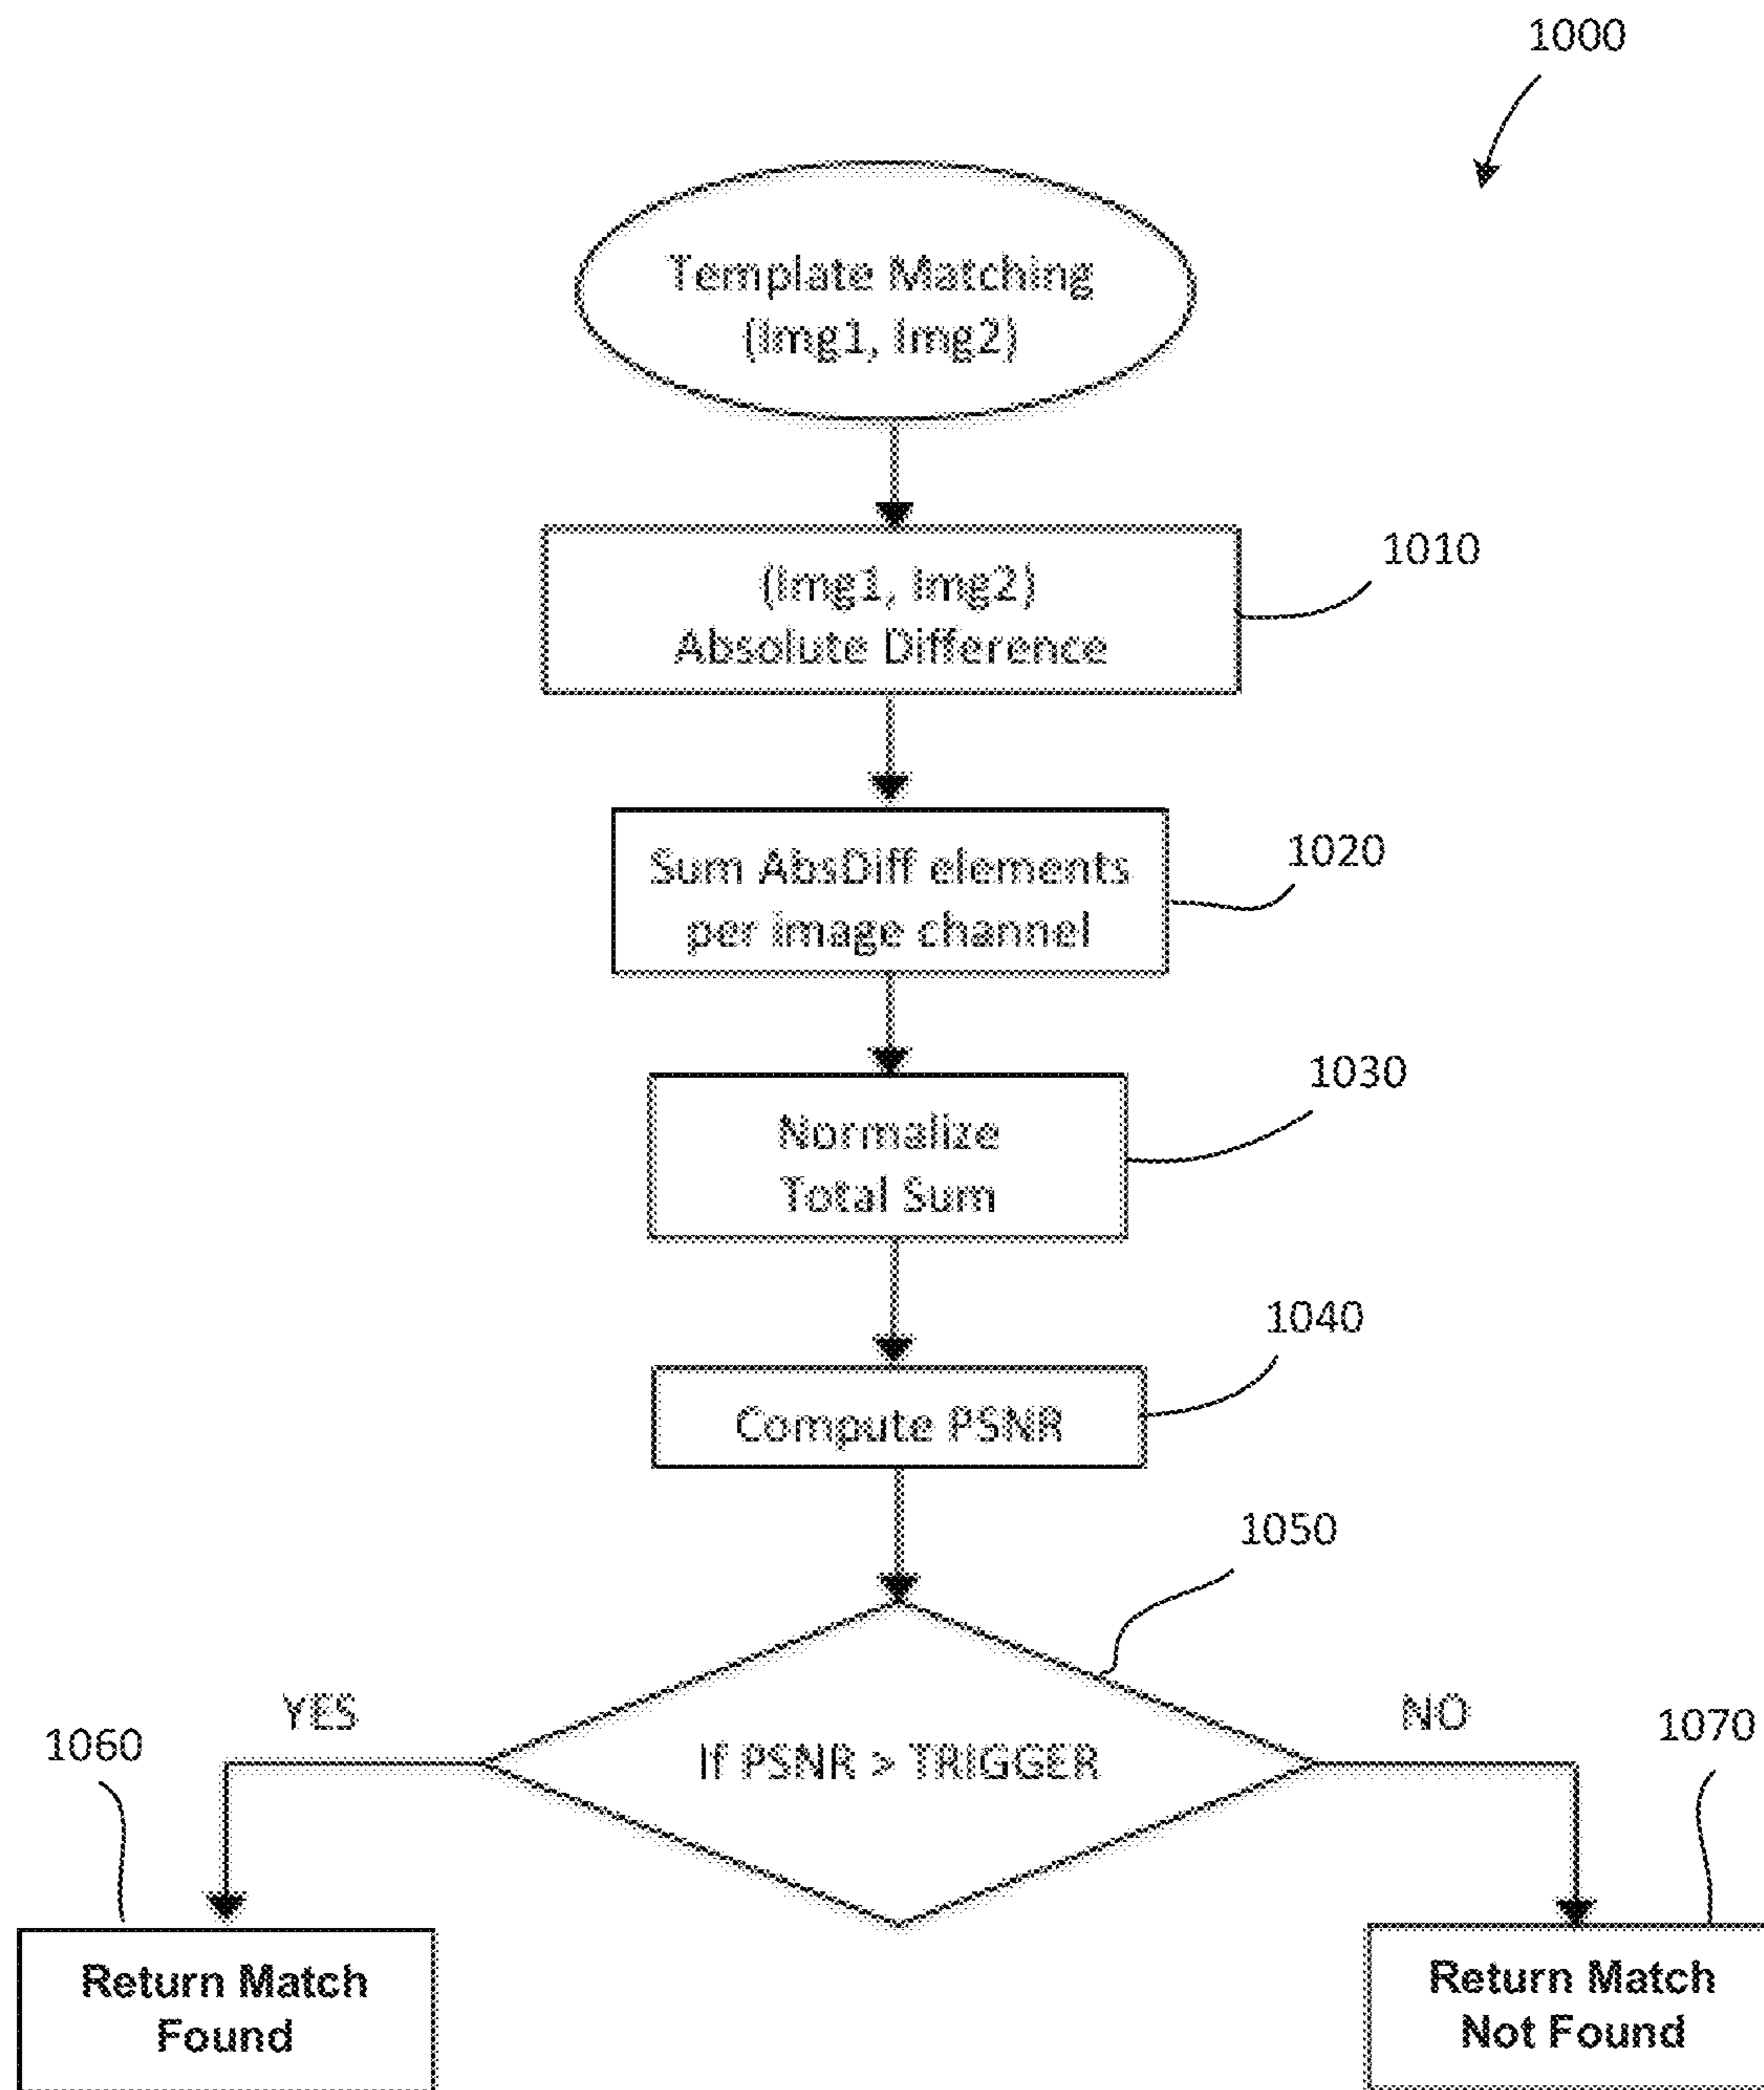 1000
Template Matching
(Img1, Img2)
(Img1, Img2)
Absolute Difference
1010
Sum AbsDiff elements
per image channel
1020
Normalize
Total Sum
1030
Compute PSNR
1040
1050
YES
NO
1060
If PSNR > TRIGGER
1070
Return Match
Found
Return Match
Not Found